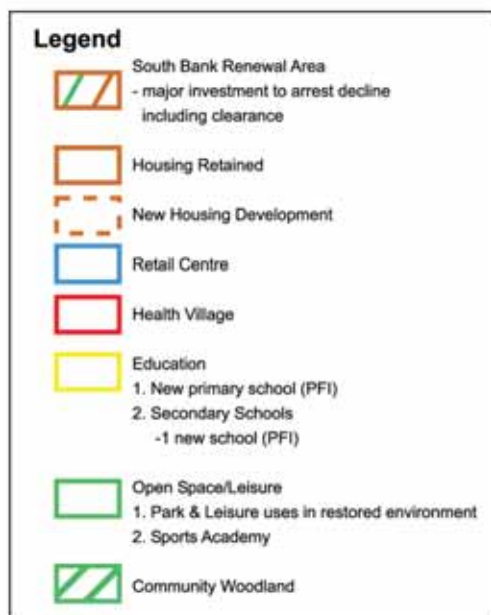 Legend
South Bank Renewal Area
- major investment to arrest decline
including clearance
Housing Retained
New Housing Development
Retail Centre
Health Village
Education
1. New primary school (PFI)
2. Secondary Schools
-1 new school (PFI)
Open Space/Leisure
1. Park & Leisure uses in restored environment
2. Sports Academy
Community Woodland